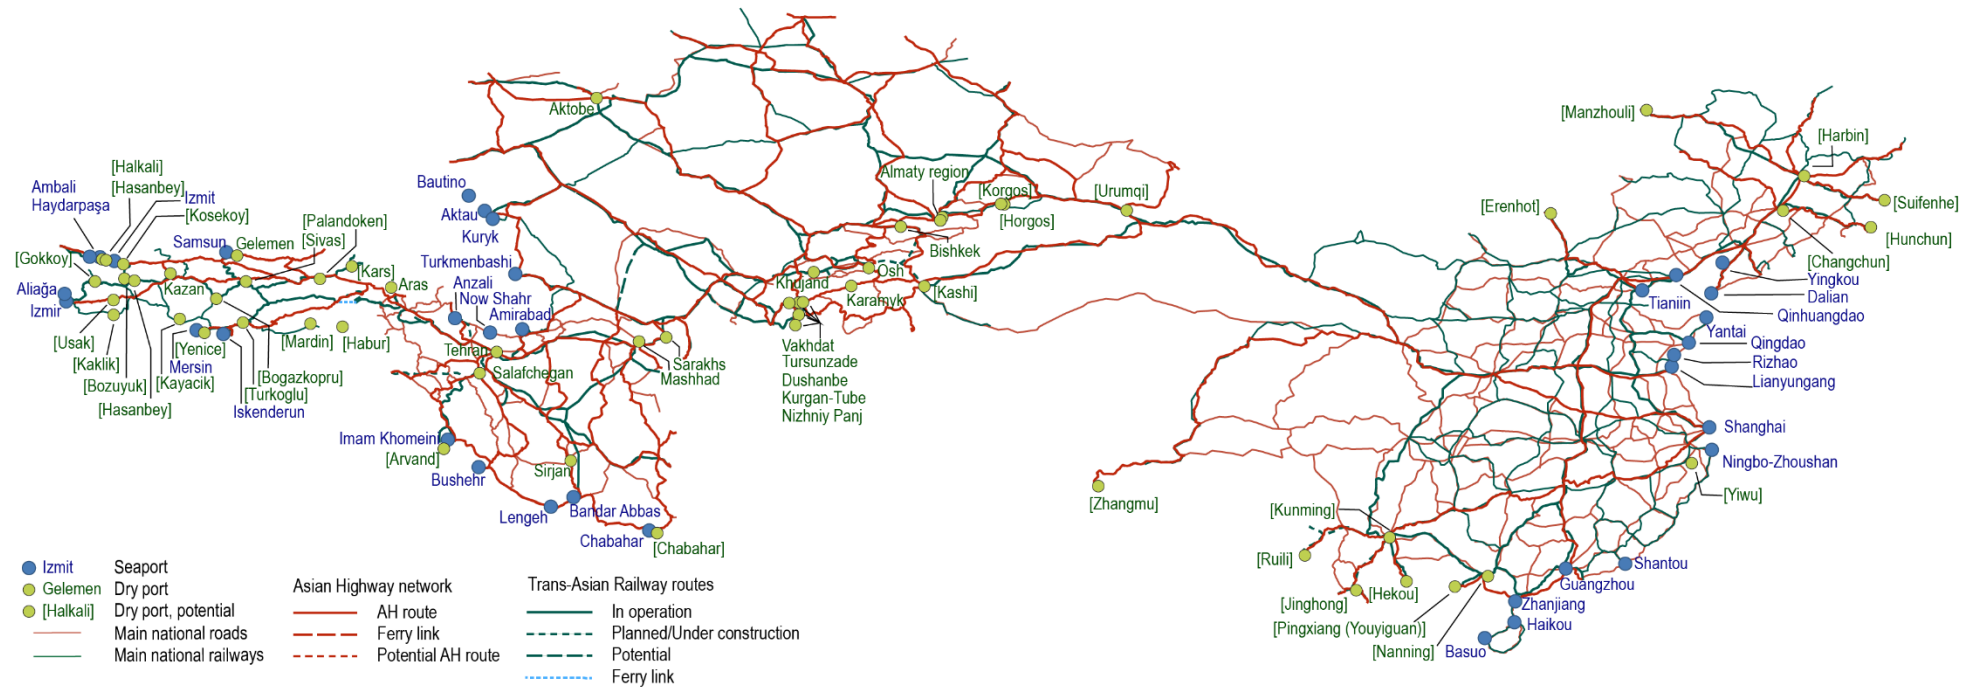 [Halkali]
[Hasanbey]
Ambali
Haydarpaşa
Izmit
[Kosekoy]
[Palandoken]
[Sivas]
Samsun
Gelemen
[Gokkoy]
Kazan
[Kars]
Aras
Aliağa
Izmir
[Usak]
[Kaklik]
[Bozuyuk]
[Hasanbey]
[Yenice]
Mersin
[Kayacik]
[Bogazkopru]
[Turkoglu]
Iskenderun
[Mardin]
[Habur]
Aktobe
Bautino
Aktau
Kuryk
Turkmenbashi
Anzali
Now Shahr
Amirabad
Tehran
Salafchegan
Sarakhs
Mashhad
Imam Khomeini
[Arvand]
Bushehr
Sirjan
Lengeh
Bandar Abbas
Chabahar
[Chabahar]
Almaty region
[Korgos]
[Horgos]
[Urumqi]
Bishkek
Osh
Khujand
Karamyk
[Kashi]
Vakhdat
Tursunzade
Dushanbe
Kurgan-Tube
Nizhniy Panj
[Zhangmu]
[Manzhouli]
[Harbin]
[Erenhot]
[Suifenhe]
[Hunchun]
[Changchun]
Yingkou
Dalian
Qinhuangdao
Tianiin
Yantai
Qingdao
Rizhao
Lianyungang
Shanghai
Ningbo-Zhoushan
[Yiwu]
[Kunming]
[Ruili]
[Jinghong]
[Hekou]
[Pingxiang (Youyiguan)]
[Nanning]
Basuo
Haikou
Zhanjiang
Guangzhou
Shantou
Izmit Seaport
Gelemen Dry port
[Halkali] Dry port, potential
Main national roads
Main national railways
Asian Highway network
AH route
Ferry link
Potential AH route
Trans-Asian Railway routes
In operation
Planned/Under construction
Potential
Ferry link